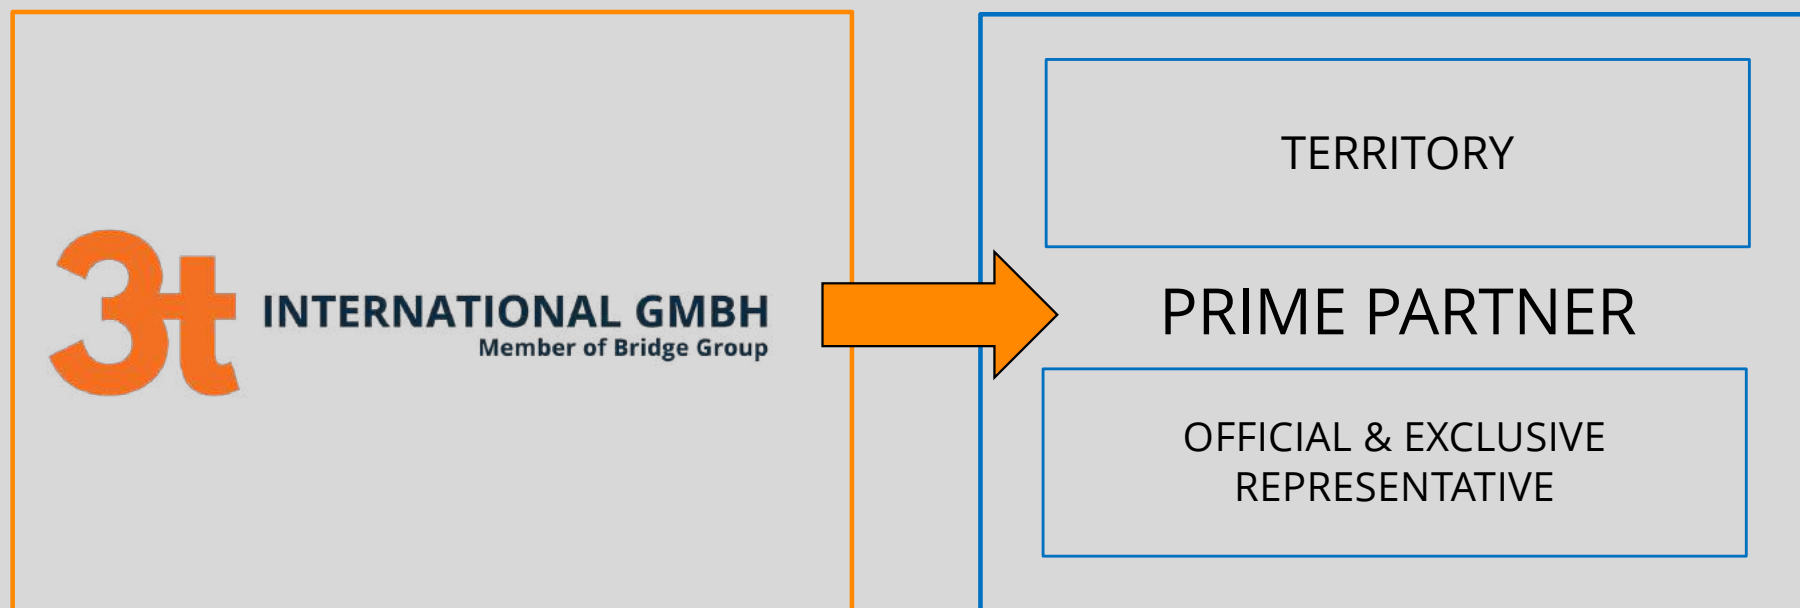 3t
INTERNATIONAL GMBH
Member of Bridge Group
TERRITORY
PRIME PARTNER
OFFICIAL & EXCLUSIVE
REPRESENTATIVE